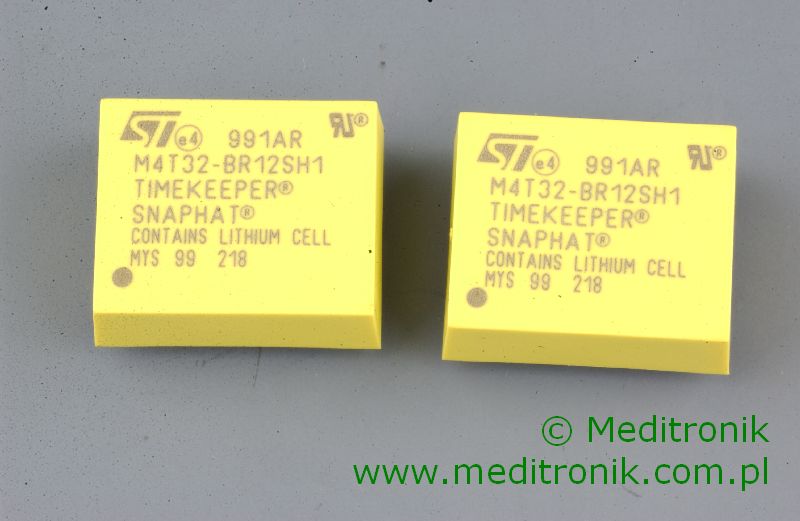 ST e4 991AR
M4T32-BR12SH1
TIMEKEEPER®
SNAPHAT®
CONTAINS LITHIUM CELL
MYS 99 218
ST e4 991AR
M4T32-BR12SH1
TIMEKEEPER®
SNAPHAT®
CONTAINS LITHIUM CELL
MYS 99 218
© Meditronik
www.meditronik.com.pl